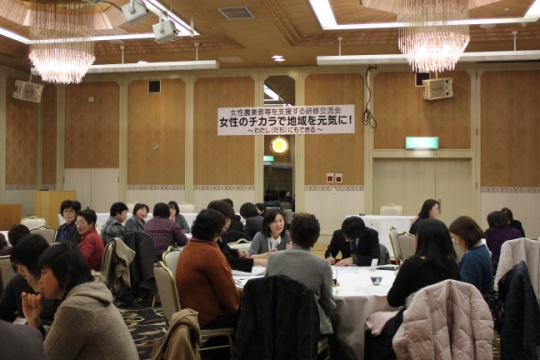 女性農業者等を支援する研修交流会
女性のチカラで地域を元気に!
～わたし(たち)にもできる～